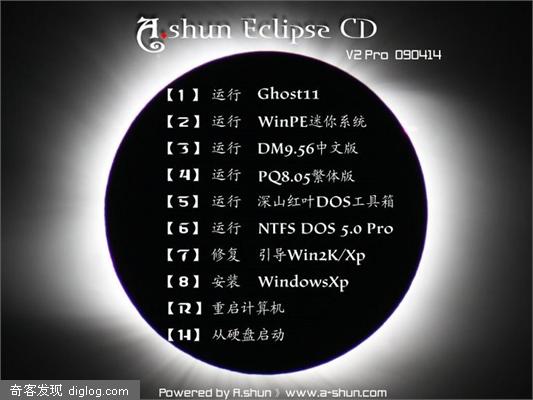 A.shun Eclipse CD
V2 Pro 090414
【1】 运行 Ghost11
【2】 运行 WinPE迷你系统
【3】 运行 DM9.56中文版
【4】 运行 PQ8.05繁体版
【5】 运行 深山红叶DOS工具箱
【6】 运行 NTFS DOS 5.0 Pro
【7】 修复 引导Win2K/Xp
【8】 安装 WindowsXp
【R】 重启计算机
【H】 从硬盘启动
Powered by A.shun 》 www.a-shun.com
奇客发现 diglog.com